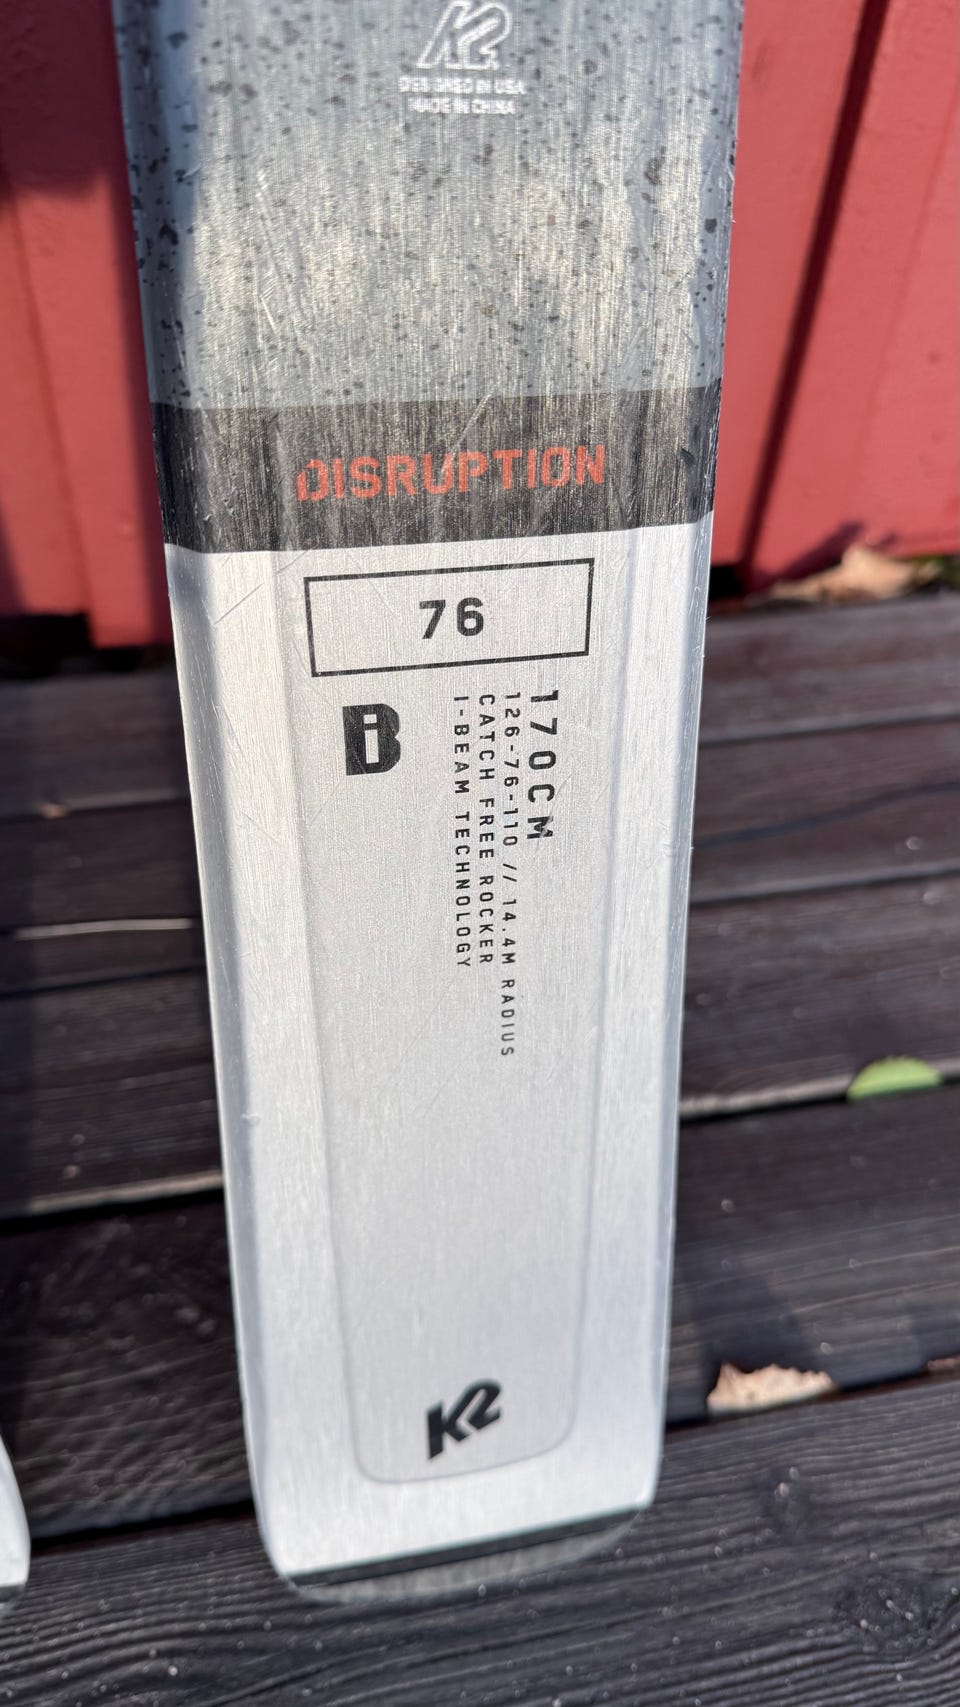 K2
DESIGNED IN USA
MADE IN CHINA
DISRUPTION
76
170CM
126-76-110 // 14.4M RADIUS
CATCH FREE ROCKER
I-BEAM TECHNOLOGY
K2